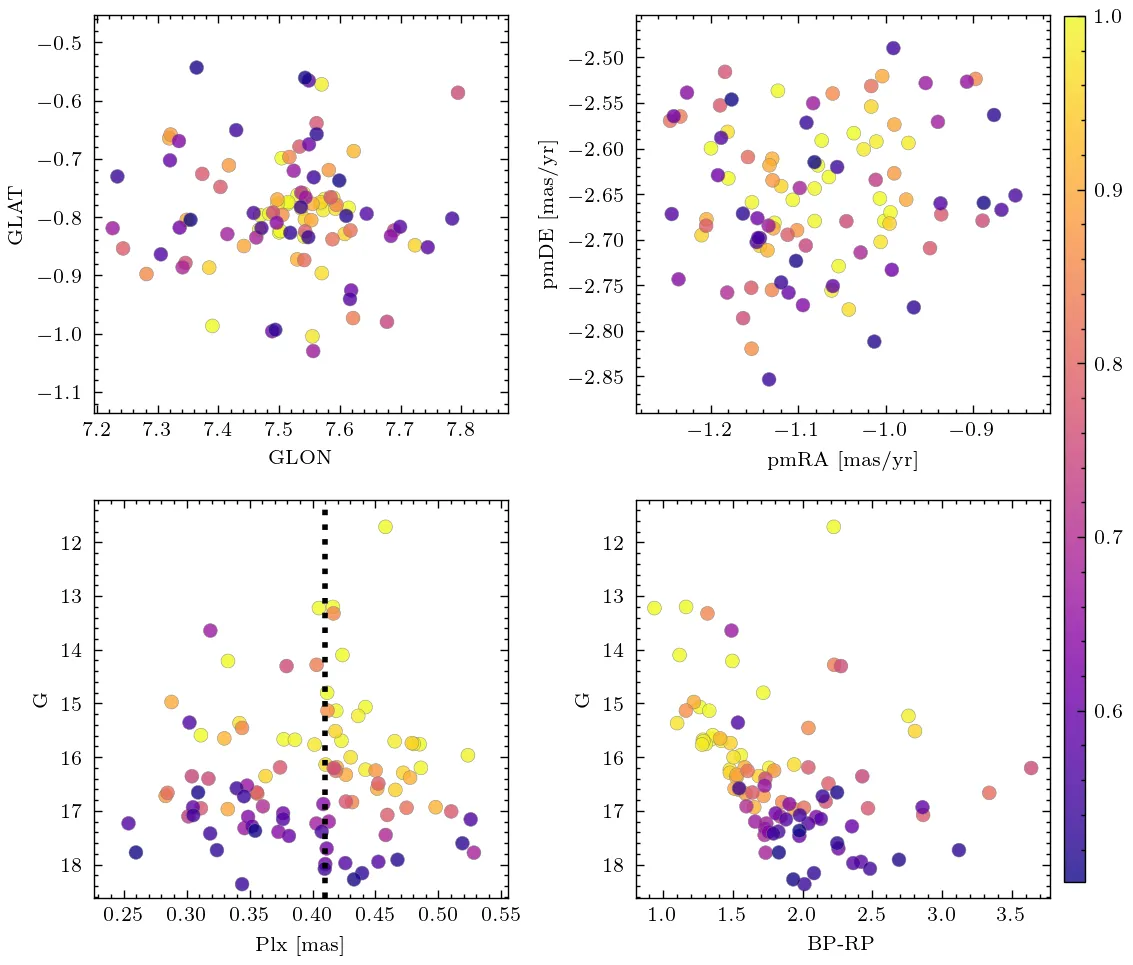 −0.5
−0.6
−0.7
−0.8
−0.9
−1.0
−1.1
GLAT
7.2 7.3 7.4 7.5 7.6 7.7 7.8
GLON
−2.50
−2.55
−2.60
−2.65
−2.70
−2.75
−2.80
−2.85
pmDE [mas/yr]
−1.2 −1.1 −1.0 −0.9
pmRA [mas/yr]
12
13
14
15
16
17
18
G
0.25 0.30 0.35 0.40 0.45 0.50 0.55
Plx [mas]
12
13
14
15
16
17
18
G
1.0 1.5 2.0 2.5 3.0 3.5
BP-RP
1.0
0.9
0.8
0.7
0.6